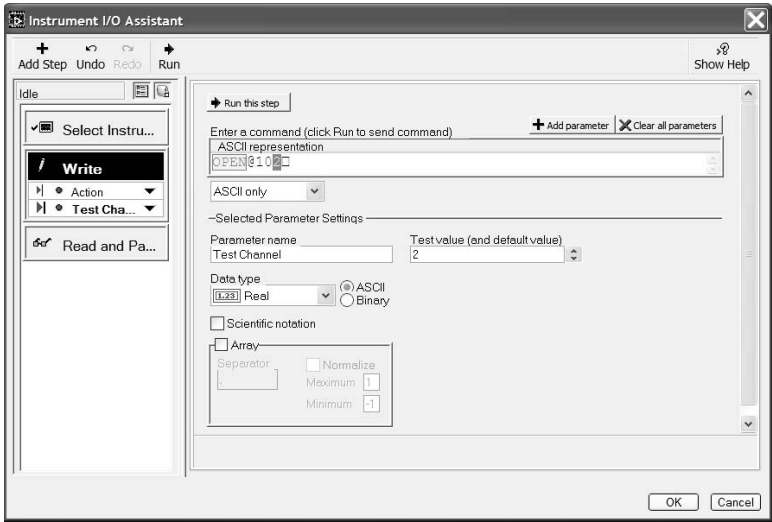 Instrument I/O Assistant
Add Step Undo Redo Run Show Help
Idle
Select Instru...
Write
Action
Test Cha...
Read and Pa...
Run this step
Enter a command (click Run to send command) Add parameter Clear all parameters
ASCII representation
OPEN@102
ASCII only
Selected Parameter Settings
Parameter name Test value (and default value)
Test Channel 2
Data type
1.23 Real ASCII
Binary
Scientific notation
Array
Separator Normalize
, Maximum 1
Minimum -1
OK Cancel